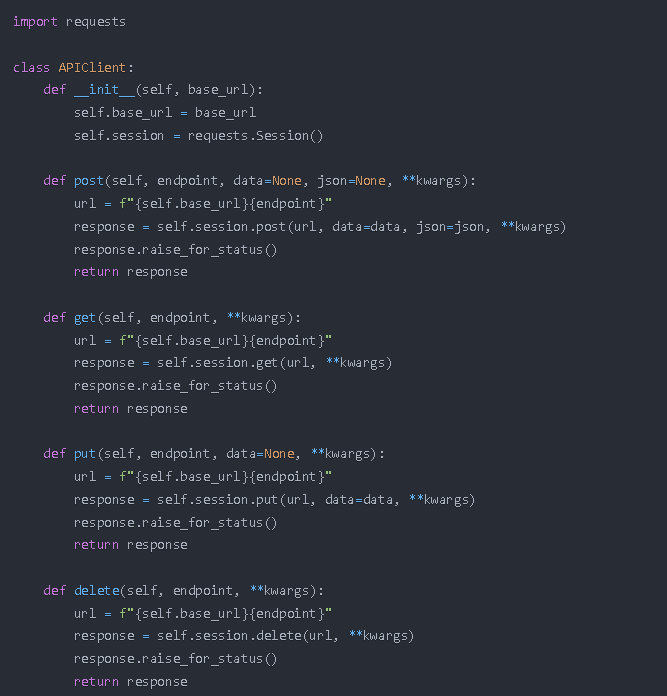 import requests

class APIClient:
    def __init__(self, base_url):
        self.base_url = base_url
        self.session = requests.Session()

    def post(self, endpoint, data=None, json=None, **kwargs):
        url = f"{self.base_url}{endpoint}"
        response = self.session.post(url, data=data, json=json, **kwargs)
        response.raise_for_status()
        return response

    def get(self, endpoint, **kwargs):
        url = f"{self.base_url}{endpoint}"
        response = self.session.get(url, **kwargs)
        response.raise_for_status()
        return response

    def put(self, endpoint, data=None, **kwargs):
        url = f"{self.base_url}{endpoint}"
        response = self.session.put(url, data=data, **kwargs)
        response.raise_for_status()
        return response

    def delete(self, endpoint, **kwargs):
        url = f"{self.base_url}{endpoint}"
        response = self.session.delete(url, **kwargs)
        response.raise_for_status()
        return response